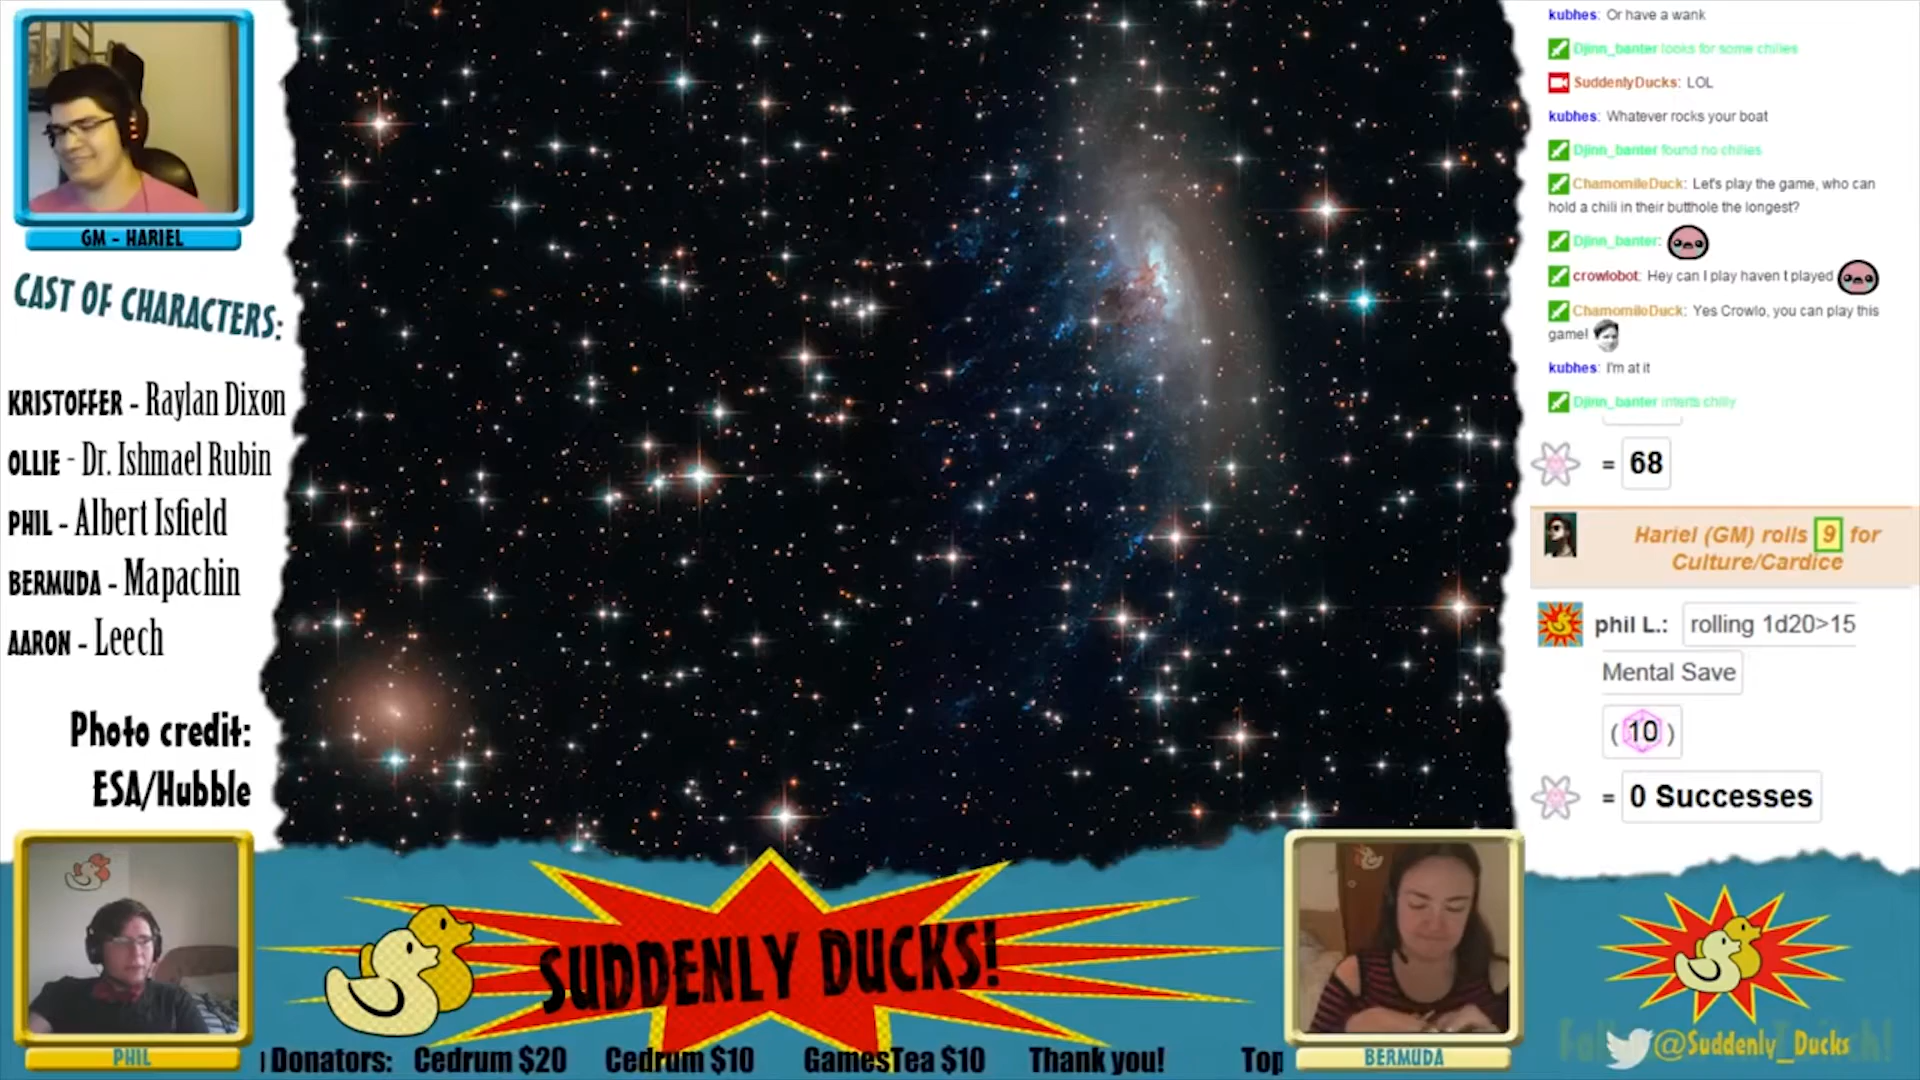 GM - HARIEL
CAST OF CHARACTERS:
KRISTOFFER - Raylan Dixon
OLLIE - Dr. Ishmael Rubin
PHIL - Albert Isfield
BERMUDA - Mapachin
AARON - Leech
Photo credit:
ESA/Hubble
PHIL
SUDDENLY DUCKS!
Donators: Cedrum $20 Cedrum $10 GamesTea $10 Thank you! Top
BERMUDA
kubhes: Or have a wank
Djinn_banter looks for some chilies
SuddenlyDucks: LOL
kubhes: Whatever rocks your boat
Djinn_banter found no chilies
ChamomileDuck: Let's play the game, who can
hold a chili in their butthole the longest?
Djinn_banter:
crowlobot: Hey can I play haven t played
ChamomileDuck: Yes Crowlo, you can play this
game!
kubhes: I'm at it
Djinn_banter interts chilly
= 68
Hariel (GM) rolls 9 for
Culture/Cardice
phil L.: rolling 1d20>15
Mental Save
(10)
= 0 Successes
@Suddenly_Ducks